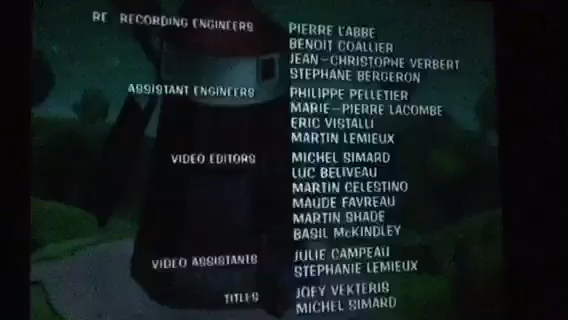 RE RECORDING ENGINEERS PIERRE L'ABBE
BENOIT COALLIER
JEAN-CHRISTOPHE VERBERT
STEPHANE BERGERON
ASSISTANT ENGINEERS PHILIPPE PELLETIER
MARIE-PIERRE LACOMBE
ERIC VISTALLI
MARTIN LEMIEUX
VIDEO EDITORS MICHEL SIMARD
LUC BELIVEAU
MARTIN CELESTINO
MAUDE FAVREAU
MARTIN SHADE
BASIL McKINDLEY
VIDEO ASSISTANTS JULIE CAMPEAU
STEPHANIE LEMIEUX
TITLES JOEY VEKTERIS
MICHEL SIMARD